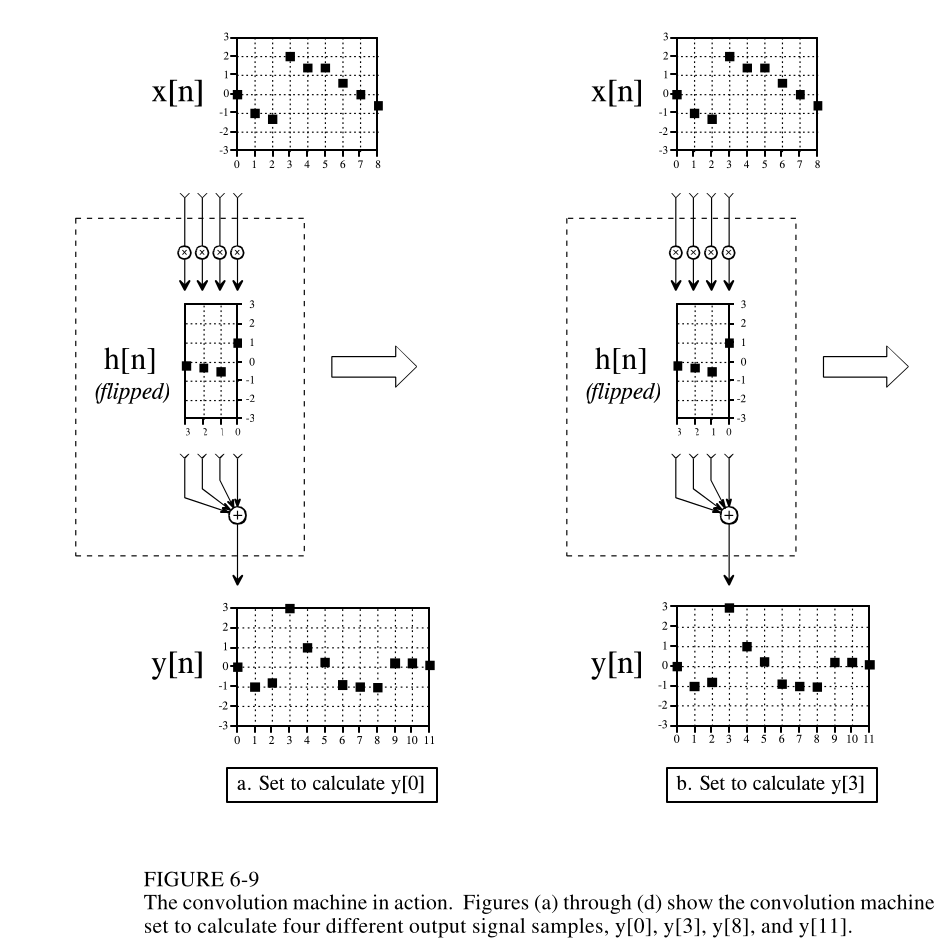 3
2
1
0
-1
-2
-3
x[n]
0 1 2 3 4 5 6 7 8
3
2
1
0
-1
-2
-3
x[n]
0 1 2 3 4 5 6 7 8
× × × ×
h[n]
(flipped)
3
2
1
0
-1
-2
-3
3 2 1 0
+
× × × ×
h[n]
(flipped)
3
2
1
0
-1
-2
-3
3 2 1 0
+
3
2
1
0
-1
-2
-3
y[n]
0 1 2 3 4 5 6 7 8 9 10 11
a. Set to calculate y[0]
3
2
1
0
-1
-2
-3
y[n]
0 1 2 3 4 5 6 7 8 9 10 11
b. Set to calculate y[3]
FIGURE 6-9
The convolution machine in action. Figures (a) through (d) show the convolution machine
set to calculate four different output signal samples, y[0], y[3], y[8], and y[11].